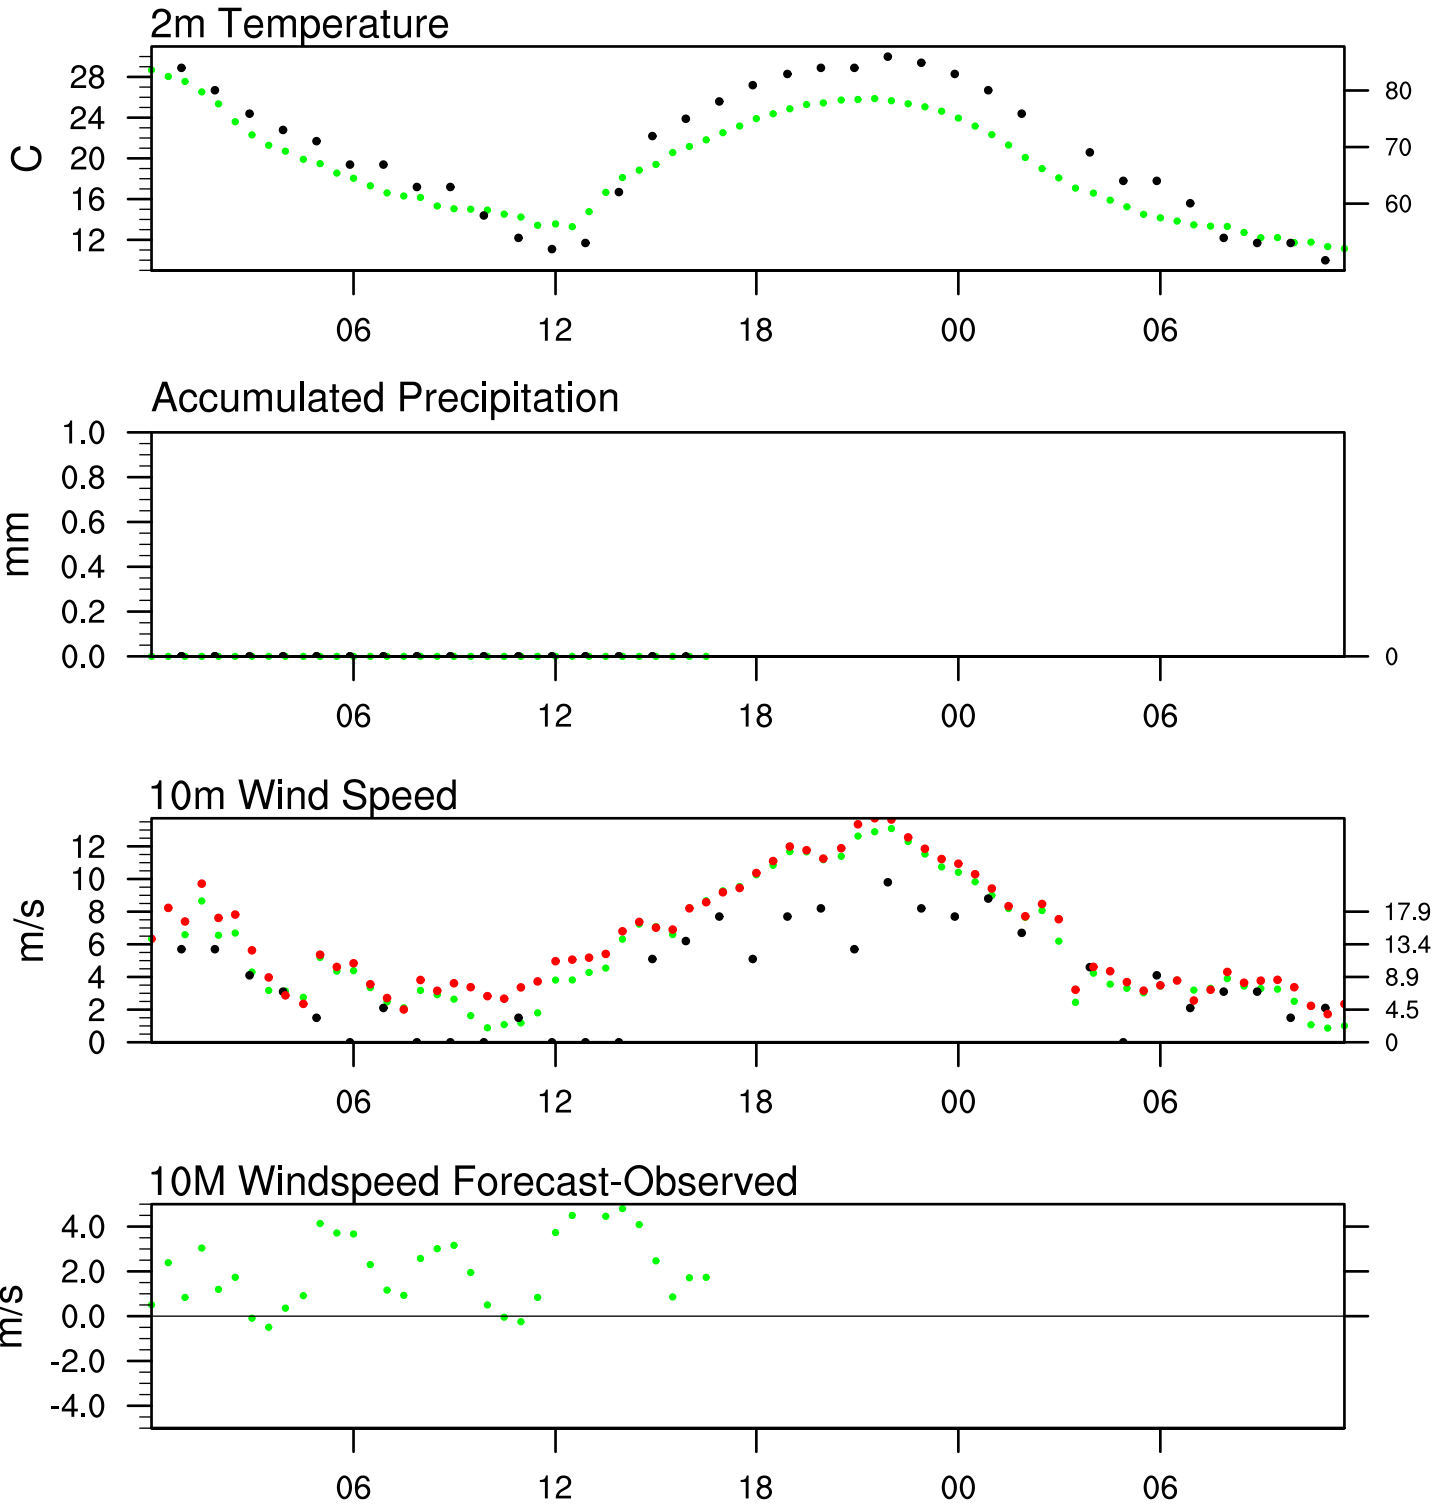 2m Temperature
C
28
24
20
16
12
80
70
60
06 12 18 00 06
Accumulated Precipitation
mm
1.0
0.8
0.6
0.4
0.2
0.0
0
06 12 18 00 06
10m Wind Speed
m/s
12
10
8
6
4
2
0
17.9
13.4
8.9
4.5
0
06 12 18 00 06
10M Windspeed Forecast-Observed
m/s
4.0
2.0
0.0
-2.0
-4.0
06 12 18 00 06